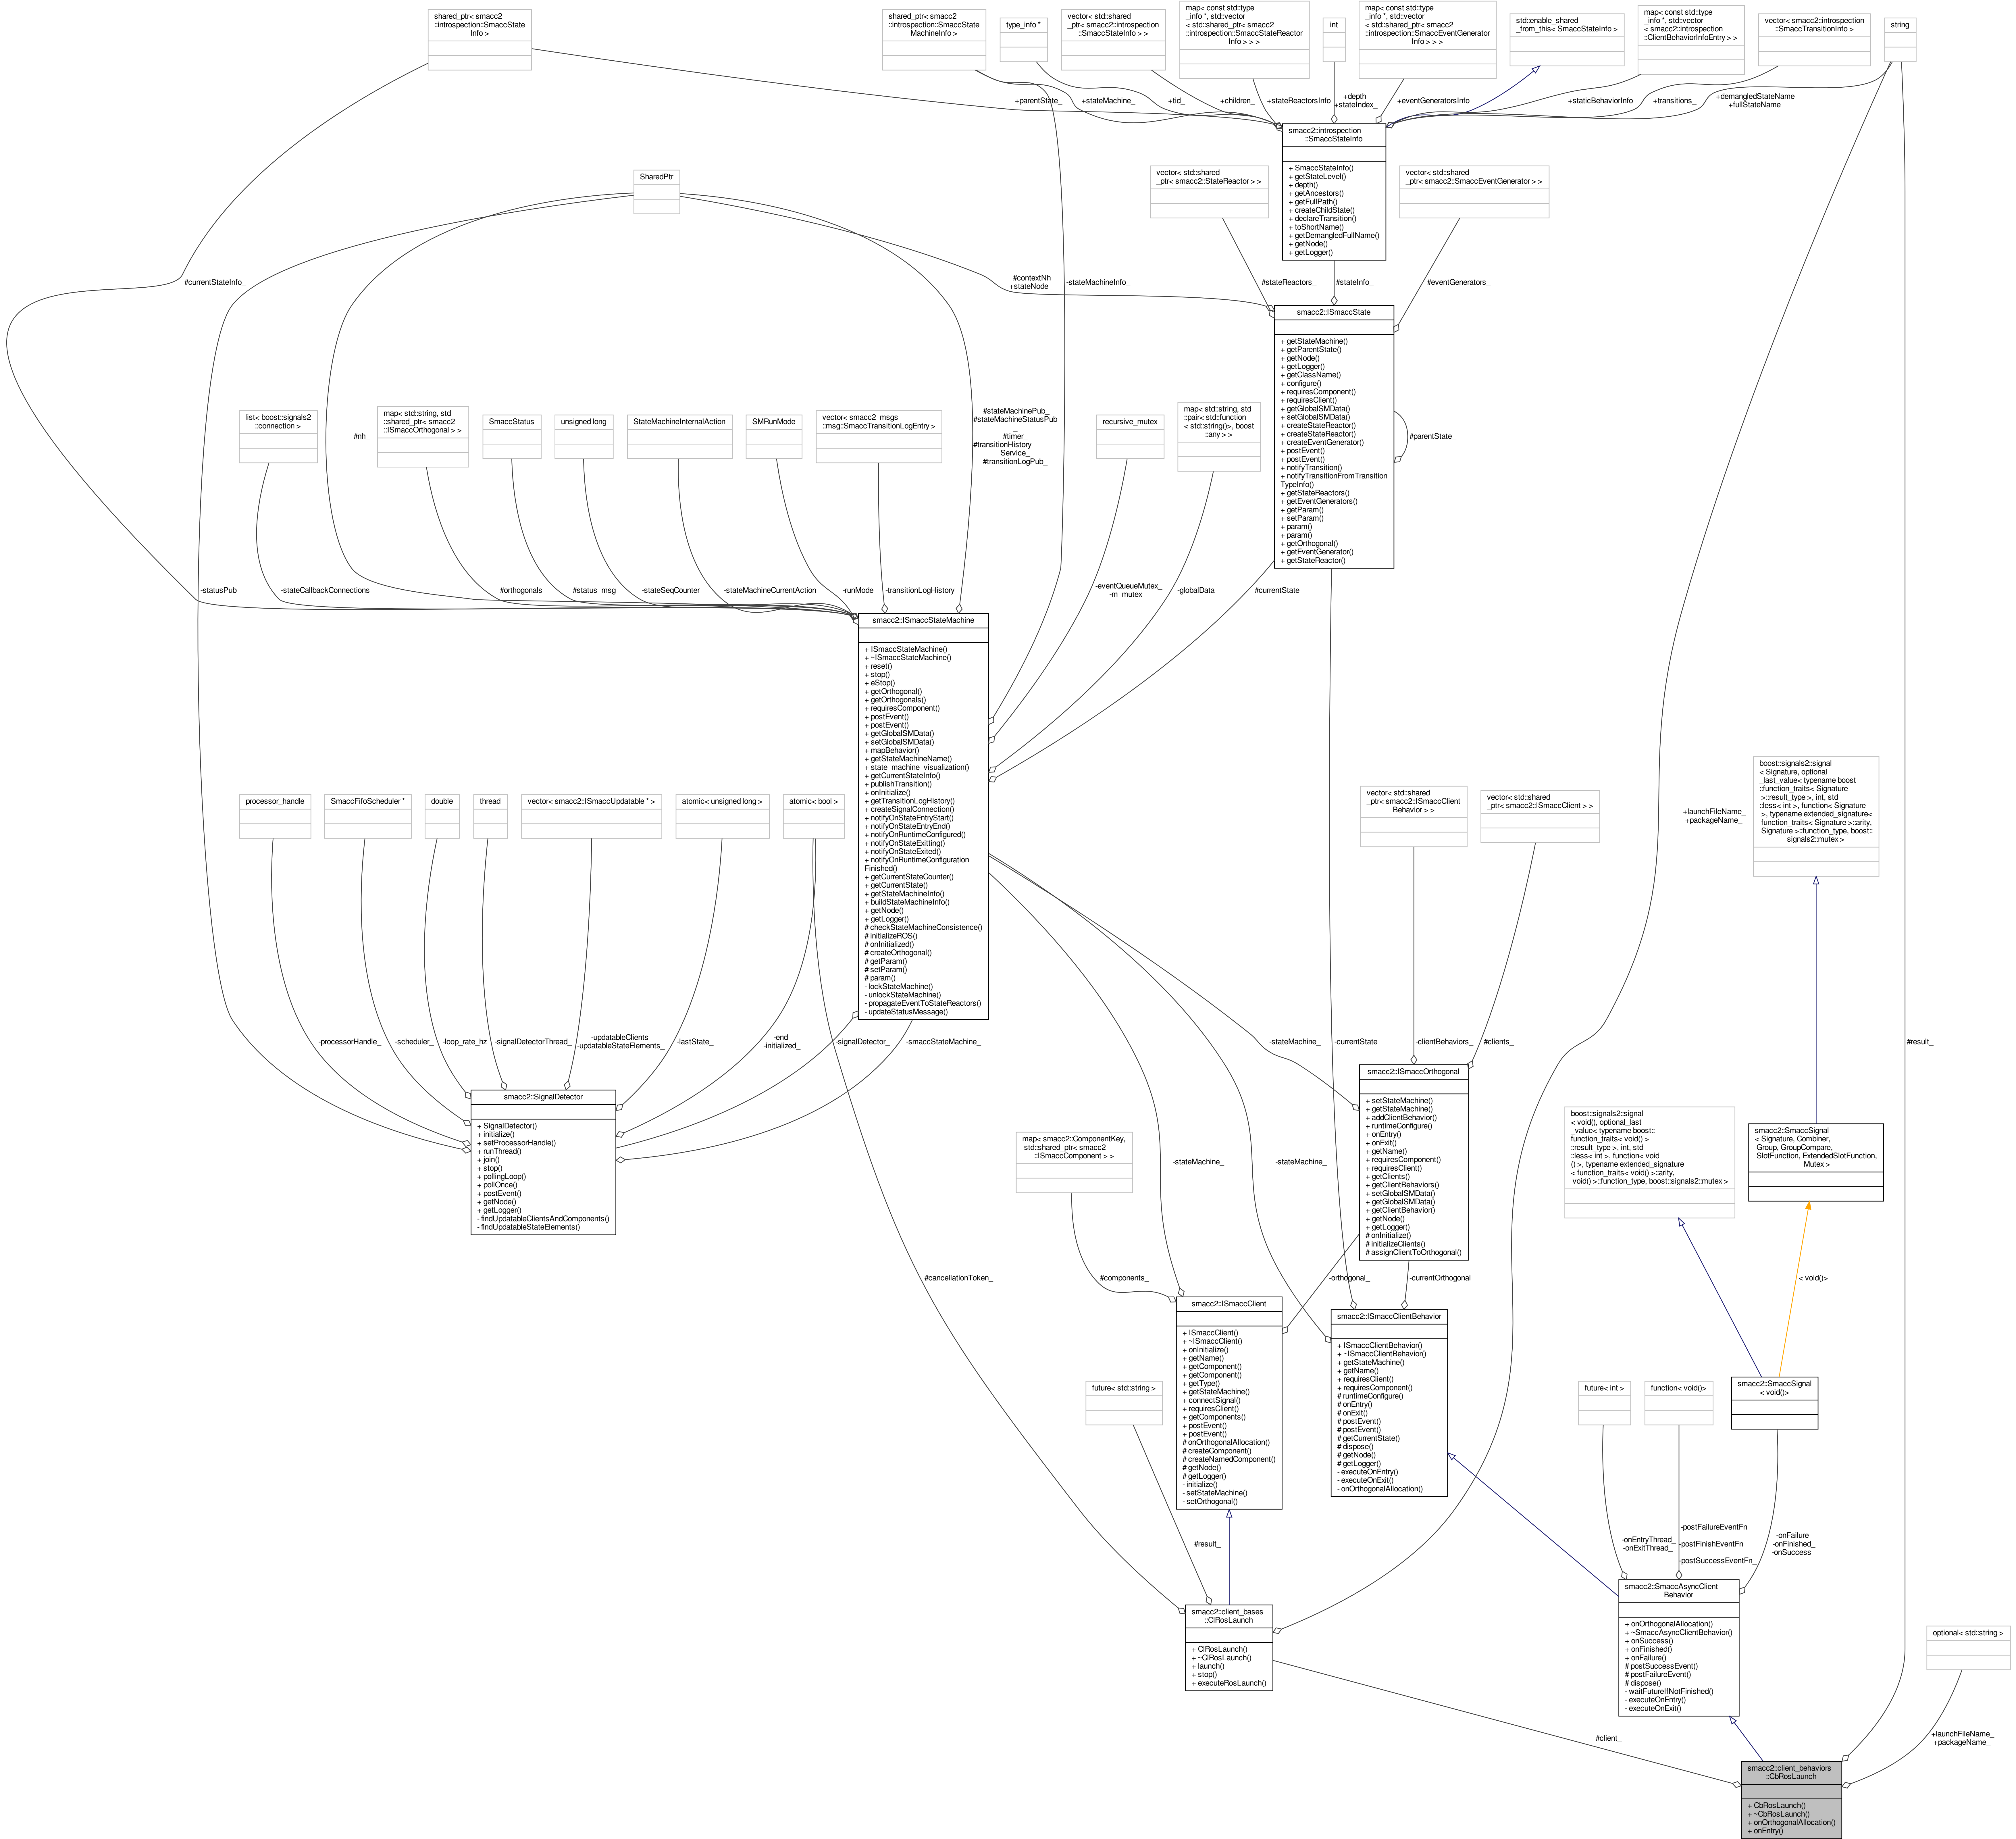 shared_ptr< smacc2
::introspection::SmaccState
Info >
shared_ptr< smacc2
::introspection::SmaccState
MachineInfo >
type_info *
vector< std::shared
_ptr< smacc2::introspection
::SmaccStateInfo > >
map< const std::type
_info *, std::vector
< std::shared_ptr< smacc2
::introspection::SmaccStateReactor
Info > > >
int
map< const std::type
_info *, std::vector
< std::shared_ptr< smacc2
::introspection::SmaccEventGenerator
Info > > >
std::enable_shared
_from_this< SmaccStateInfo >
map< const std::type
_info *, std::vector
< smacc2::introspection
::ClientBehaviorInfoEntry > >
vector< smacc2::introspection
::SmaccTransitionInfo >
string
+parentState_
+stateMachine_
+tid_
+children_
+stateReactorsInfo
+depth_
+stateIndex_
+eventGeneratorsInfo
+staticBehaviorInfo
+transitions_
+demangledStateName
+fullStateName
smacc2::introspection
::SmaccStateInfo
+ SmaccStateInfo()
+ getStateLevel()
+ depth()
+ getAncestors()
+ getFullPath()
+ createChildState()
+ declareTransition()
+ toShortName()
+ getDemangledFullName()
+ getNode()
+ getLogger()
SharedPtr
vector< std::shared
_ptr< smacc2::StateReactor > >
vector< std::shared
_ptr< smacc2::SmaccEventGenerator > >
#currentStateInfo_
#contextNh
+stateNode_
-stateMachineInfo_
#stateReactors_
#stateInfo_
#eventGenerators_
smacc2::ISmaccState
+ getStateMachine()
+ getParentState()
+ getNode()
+ getLogger()
+ getClassName()
+ configure()
+ requiresComponent()
+ requiresClient()
+ getGlobalSMData()
+ setGlobalSMData()
+ createStateReactor()
+ createStateReactor()
+ createEventGenerator()
+ postEvent()
+ postEvent()
+ notifyTransition()
+ notifyTransitionFromTransition
TypeInfo()
+ getStateReactors()
+ getEventGenerators()
+ getParam()
+ setParam()
+ param()
+ param()
+ getOrthogonal()
+ getEventGenerator()
+ getStateReactor()
#parentState_
list< boost::signals2
::connection >
map< std::string, std
::shared_ptr< smacc2
::ISmaccOrthogonal > >
SmaccStatus
unsigned long
StateMachineInternalAction
SMRunMode
vector< smacc2_msgs
::msg::SmaccTransitionLogEntry >
#nh_
#stateMachinePub_
#stateMachineStatusPub
_
#timer_
#transitionHistory
Service_
#transitionLogPub_
recursive_mutex
map< std::string, std
::pair< std::function
< std::string()>, boost
::any > >
-statusPub_
-stateCallbackConnections
#orthogonals_
#status_msg_
-stateSeqCounter_
-stateMachineCurrentAction
-runMode_
-transitionLogHistory_
-eventQueueMutex_
-m_mutex_
-globalData_
#currentState_
smacc2::ISmaccStateMachine
+ ISmaccStateMachine()
+ ~ISmaccStateMachine()
+ reset()
+ stop()
+ eStop()
+ getOrthogonal()
+ getOrthogonals()
+ requiresComponent()
+ postEvent()
+ postEvent()
+ getGlobalSMData()
+ setGlobalSMData()
+ mapBehavior()
+ getStateMachineName()
+ state_machine_visualization()
+ getCurrentStateInfo()
+ publishTransition()
+ onInitialize()
+ getTransitionLogHistory()
+ createSignalConnection()
+ notifyOnStateEntryStart()
+ notifyOnStateEntryEnd()
+ notifyOnRuntimeConfigured()
+ notifyOnStateExitting()
+ notifyOnStateExited()
+ notifyOnRuntimeConfiguration
Finished()
+ getCurrentStateCounter()
+ getCurrentState()
+ getStateMachineInfo()
+ buildStateMachineInfo()
+ getNode()
+ getLogger()
# checkStateMachineConsistence()
# initializeROS()
# onInitialized()
# createOrthogonal()
# getParam()
# setParam()
# param()
- lockStateMachine()
- unlockStateMachine()
- propagateEventToStateReactors()
- updateStatusMessage()
processor_handle
SmaccFifoScheduler *
double
thread
vector< smacc2::ISmaccUpdatable * >
atomic< unsigned long >
atomic< bool >
-processorHandle_
-scheduler_
-loop_rate_hz
-signalDetectorThread_
-updatableClients_
-updatableStateElements_
-lastState_
-end_
-initialized_
-signalDetector_
-smaccStateMachine_
smacc2::SignalDetector
+ SignalDetector()
+ initialize()
+ setProcessorHandle()
+ runThread()
+ join()
+ stop()
+ pollingLoop()
+ pollOnce()
+ postEvent()
+ getNode()
+ getLogger()
- findUpdatableClientsAndComponents()
- findUpdatableStateElements()
vector< std::shared
_ptr< smacc2::ISmaccClient
Behavior > >
vector< std::shared
_ptr< smacc2::ISmaccClient > >
+launchFileName_
+packageName_
boost::signals2::signal
< Signature, optional
_last_value< typename boost
::function_traits< Signature
>::result_type >, int, std
::less< int >, function< Signature
>, typename extended_signature<
function_traits< Signature >::arity,
Signature >::function_type, boost::
signals2::mutex >
-stateMachine_
-currentState
-clientBehaviors_
#clients_
#result_
smacc2::ISmaccOrthogonal
+ setStateMachine()
+ getStateMachine()
+ addClientBehavior()
+ runtimeConfigure()
+ onEntry()
+ onExit()
+ getName()
+ requiresComponent()
+ requiresClient()
+ getClients()
+ getClientBehaviors()
+ setGlobalSMData()
+ getGlobalSMData()
+ getClientBehavior()
+ getNode()
+ getLogger()
# onInitialize()
# initializeClients()
# assignClientToOrthogonal()
map< smacc2::ComponentKey,
std::shared_ptr< smacc2
::ISmaccComponent > >
-stateMachine_
-stateMachine_
boost::signals2::signal
< void(), optional_last
_value< typename boost::
function_traits< void() >
::result_type >, int, std
::less< int >, function< void
() >, typename extended_signature
< function_traits< void() >::arity,
void() >::function_type, boost::signals2::mutex >
smacc2::SmaccSignal
< Signature, Combiner,
Group, GroupCompare,
SlotFunction, ExtendedSlotFunction,
Mutex >
#cancellationToken_
#components_
-orthogonal_
-currentOrthogonal
< void()>
smacc2::ISmaccClient
+ ISmaccClient()
+ ~ISmaccClient()
+ onInitialize()
+ getName()
+ getComponent()
+ getComponent()
+ getType()
+ getStateMachine()
+ connectSignal()
+ requiresClient()
+ getComponents()
+ postEvent()
+ postEvent()
# onOrthogonalAllocation()
# createComponent()
# createNamedComponent()
# getNode()
# getLogger()
- initialize()
- setStateMachine()
- setOrthogonal()
smacc2::ISmaccClientBehavior
+ ISmaccClientBehavior()
+ ~ISmaccClientBehavior()
+ getStateMachine()
+ getName()
+ requiresClient()
+ requiresComponent()
# runtimeConfigure()
# onEntry()
# onExit()
# postEvent()
# postEvent()
# getCurrentState()
# dispose()
# getNode()
# getLogger()
- executeOnEntry()
- executeOnExit()
- onOrthogonalAllocation()
future< std::string >
future< int >
function< void()>
smacc2::SmaccSignal
< void()>
#result_
-onEntryThread_
-onExitThread_
-postFailureEventFn
_
-postFinishEventFn
_
-postSuccessEventFn_
-onFailure_
-onFinished_
-onSuccess_
smacc2::client_bases
::ClRosLaunch
+ ClRosLaunch()
+ ~ClRosLaunch()
+ launch()
+ stop()
+ executeRosLaunch()
smacc2::SmaccAsyncClient
Behavior
+ onOrthogonalAllocation()
+ ~SmaccAsyncClientBehavior()
+ onSuccess()
+ onFinished()
+ onFailure()
# postSuccessEvent()
# postFailureEvent()
# dispose()
- waitFutureIfNotFinished()
- executeOnEntry()
- executeOnExit()
optional< std::string >
#client_
+launchFileName_
+packageName_
smacc2::client_behaviors
::CbRosLaunch
+ CbRosLaunch()
+ ~CbRosLaunch()
+ onOrthogonalAllocation()
+ onEntry()